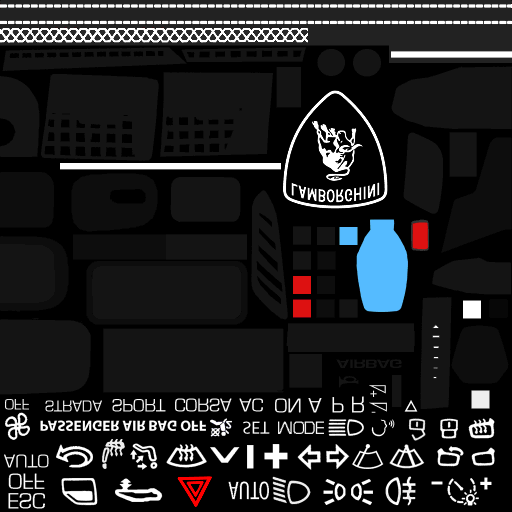 LAMBORGHINI
AIRBAG
OFF STRADA SPORT CORSA AC ON A P R
PASSENGER AIR BAG OFF SET MODE
AUTO
OFF AUTO
ESC